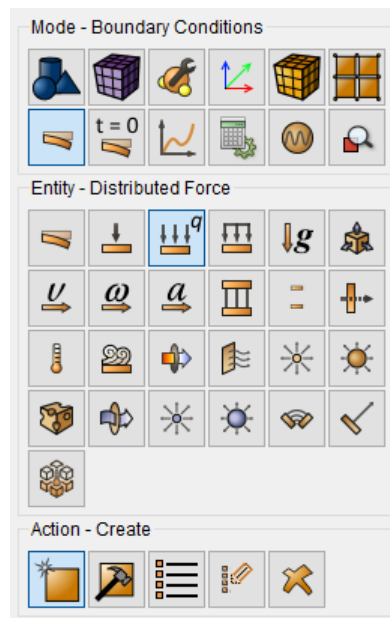 Mode - Boundary Conditions
t = 0
Entity - Distributed Force
q
g
v
ω
a
Action - Create